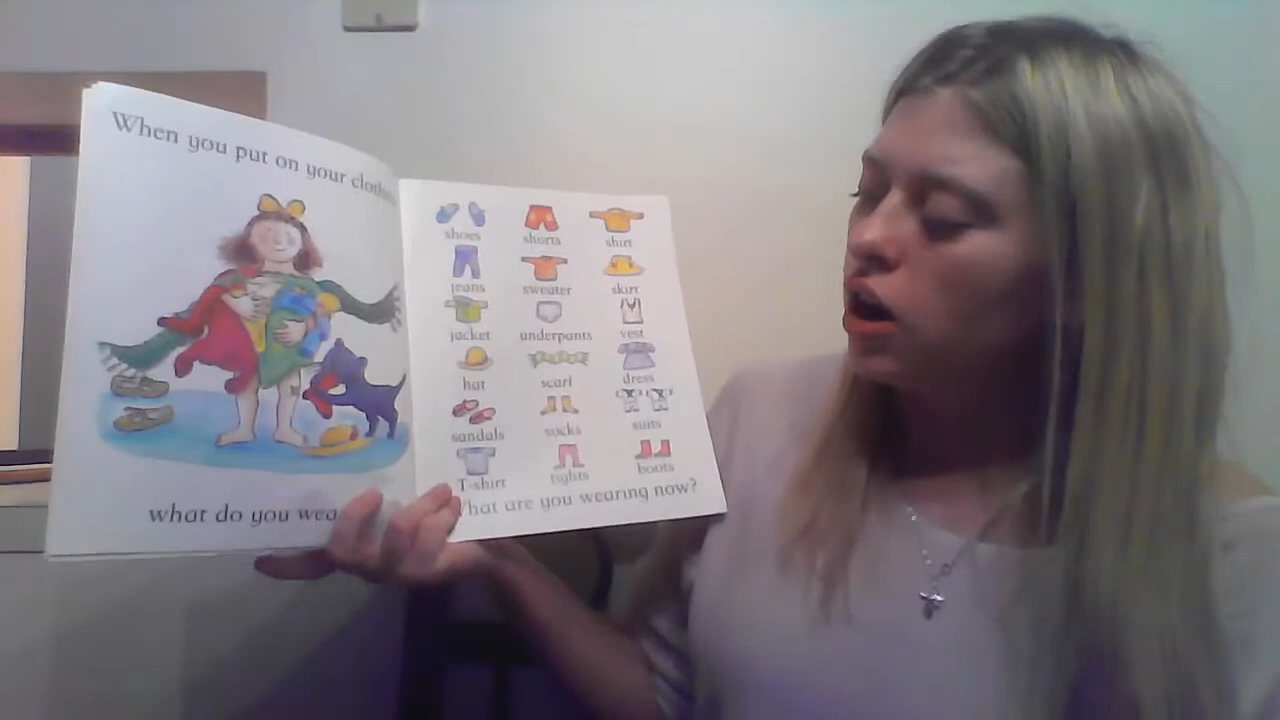 When you put on your clothes
what do you wea
shoes shorts shirt
jeans sweater skirt
jacket underpants vest
hat scarf dress
sandals socks suits
T-shirt tights boots
What are you wearing now?